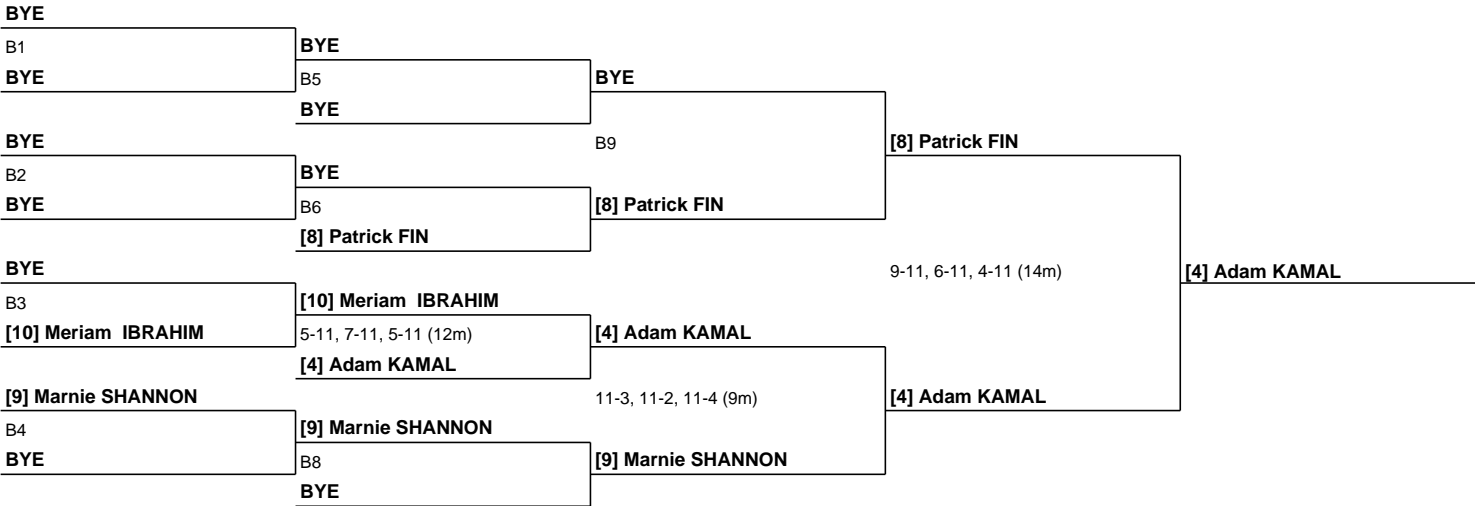 BYE
B1
BYE
BYE
B5
BYE
BYE
BYE
B9
[8] Patrick FIN
B2
BYE
BYE
B6
[8] Patrick FIN
[8] Patrick FIN
BYE
9-11, 6-11, 4-11 (14m)
[4] Adam KAMAL
B3
[10] Meriam  IBRAHIM
[10] Meriam  IBRAHIM
5-11, 7-11, 5-11 (12m)
[4] Adam KAMAL
[4] Adam KAMAL
[9] Marnie SHANNON
11-3, 11-2, 11-4 (9m)
[4] Adam KAMAL
B4
[9] Marnie SHANNON
BYE
B8
[9] Marnie SHANNON
BYE